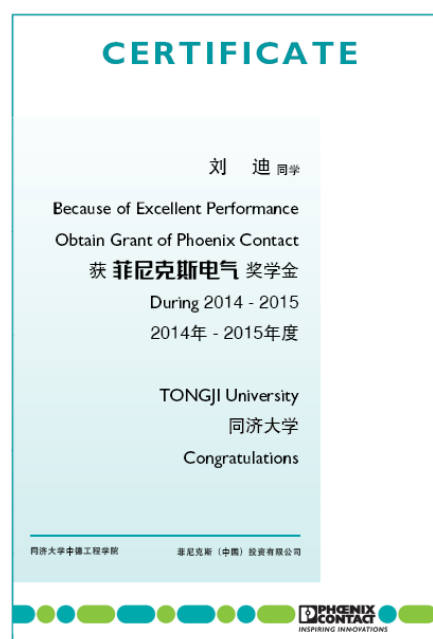 CERTIFICATE
刘 迪 同学
Because of Excellent Performance
Obtain Grant of Phoenix Contact
获 菲尼克斯电气 奖学金
During 2014 - 2015
2014年 - 2015年度
TONGJI University
同济大学
Congratulations
同济大学中德工程学院 菲尼克斯（中国）投资有限公司
PHŒNIX
CONTACT
INSPIRING INNOVATIONS